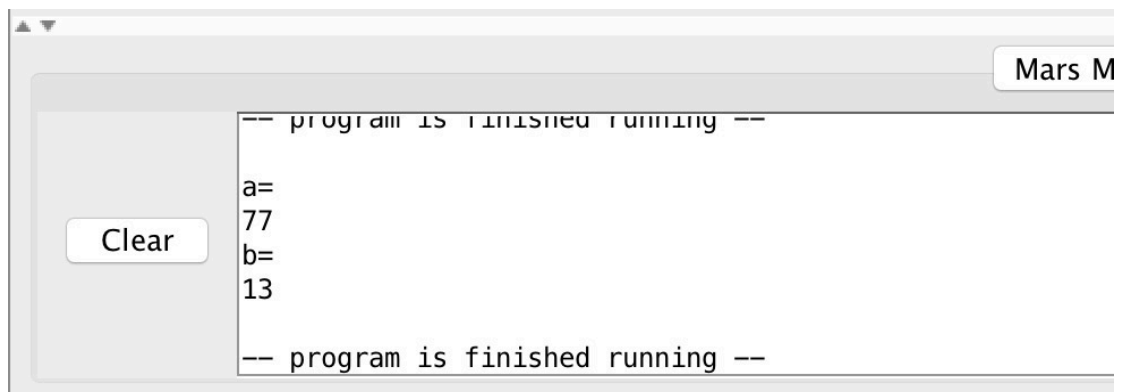 Mars M
-- program is finished running --
a=
77
Clear
b=
13
-- program is finished running --